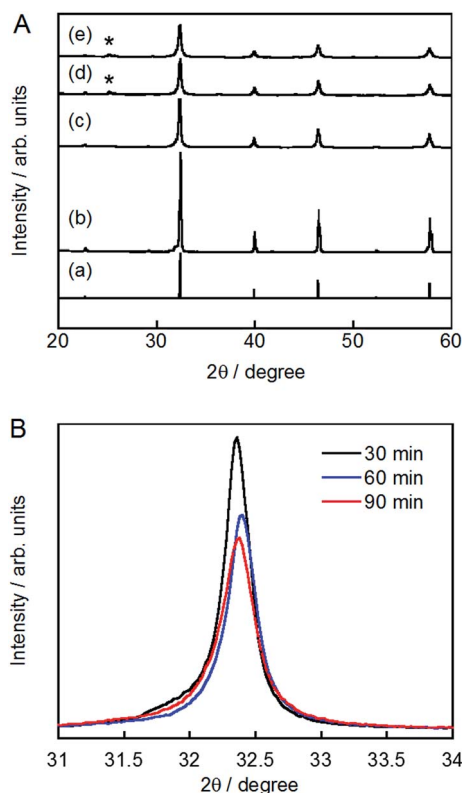 A
(e)
*
(d)
*
(c)
(b)
(a)
Intensity / arb. units
20 30 40 50 60
2θ / degree
B
30 min
60 min
90 min
Intensity / arb. units
31 31.5 32 32.5 33 33.5 34
2θ / degree